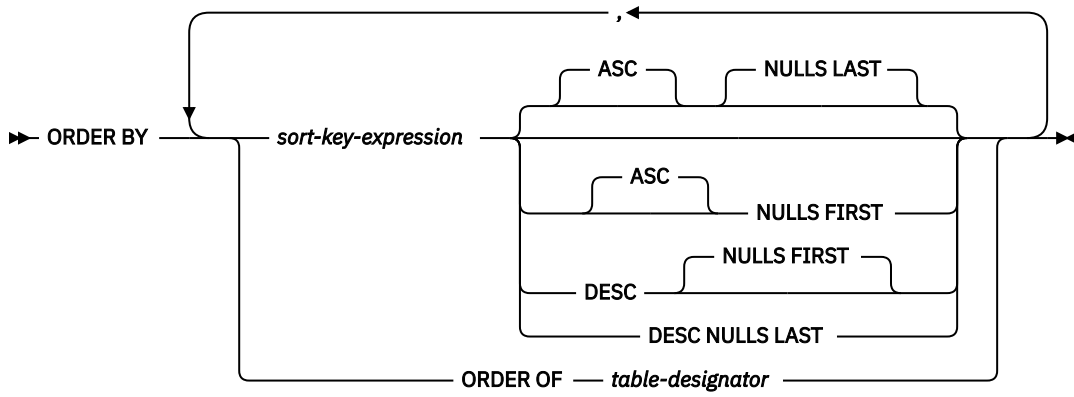 ,
ASC NULLS LAST
ORDER BY sort-key-expression
ASC
NULLS FIRST
NULLS FIRST
DESC
DESC NULLS LAST
ORDER OF table-designator